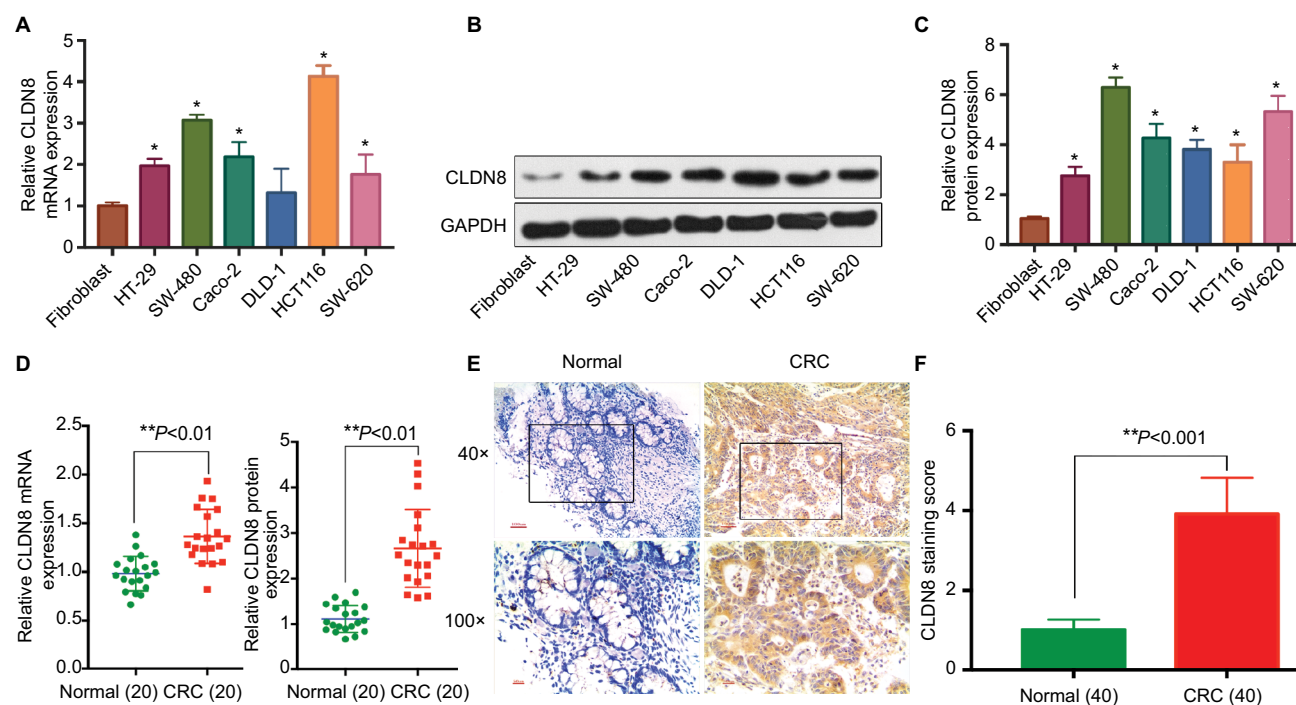 A
Relative CLDN8
mRNA expression
5
4
3
2
1
0
*
*
*
*
*
Fibroblast
HT-29
SW-480
Caco-2
DLD-1
HCT116
SW-620
B
CLDN8
GAPDH
Fibroblast
HT-29
SW-480
Caco-2
DLD-1
HCT116
SW-620
C
Relative CLDN8
protein expression
8
6
4
2
0
*
*
*
*
*
*
Fibroblast
HT-29
SW-480
Caco-2
DLD-1
HCT116
SW-620
D
Relative CLDN8 mRNA
expression
2.5
2.0
1.5
1.0
0.5
0.0
**P<0.01
Normal (20) CRC (20)
Relative CLDN8 protein
expression
5
4
3
2
1
0
**P<0.01
Normal (20) CRC (20)
E
Normal
CRC
40×
100×
F
CLDN8 staining score
6
4
2
0
**P<0.001
Normal (40)
CRC (40)